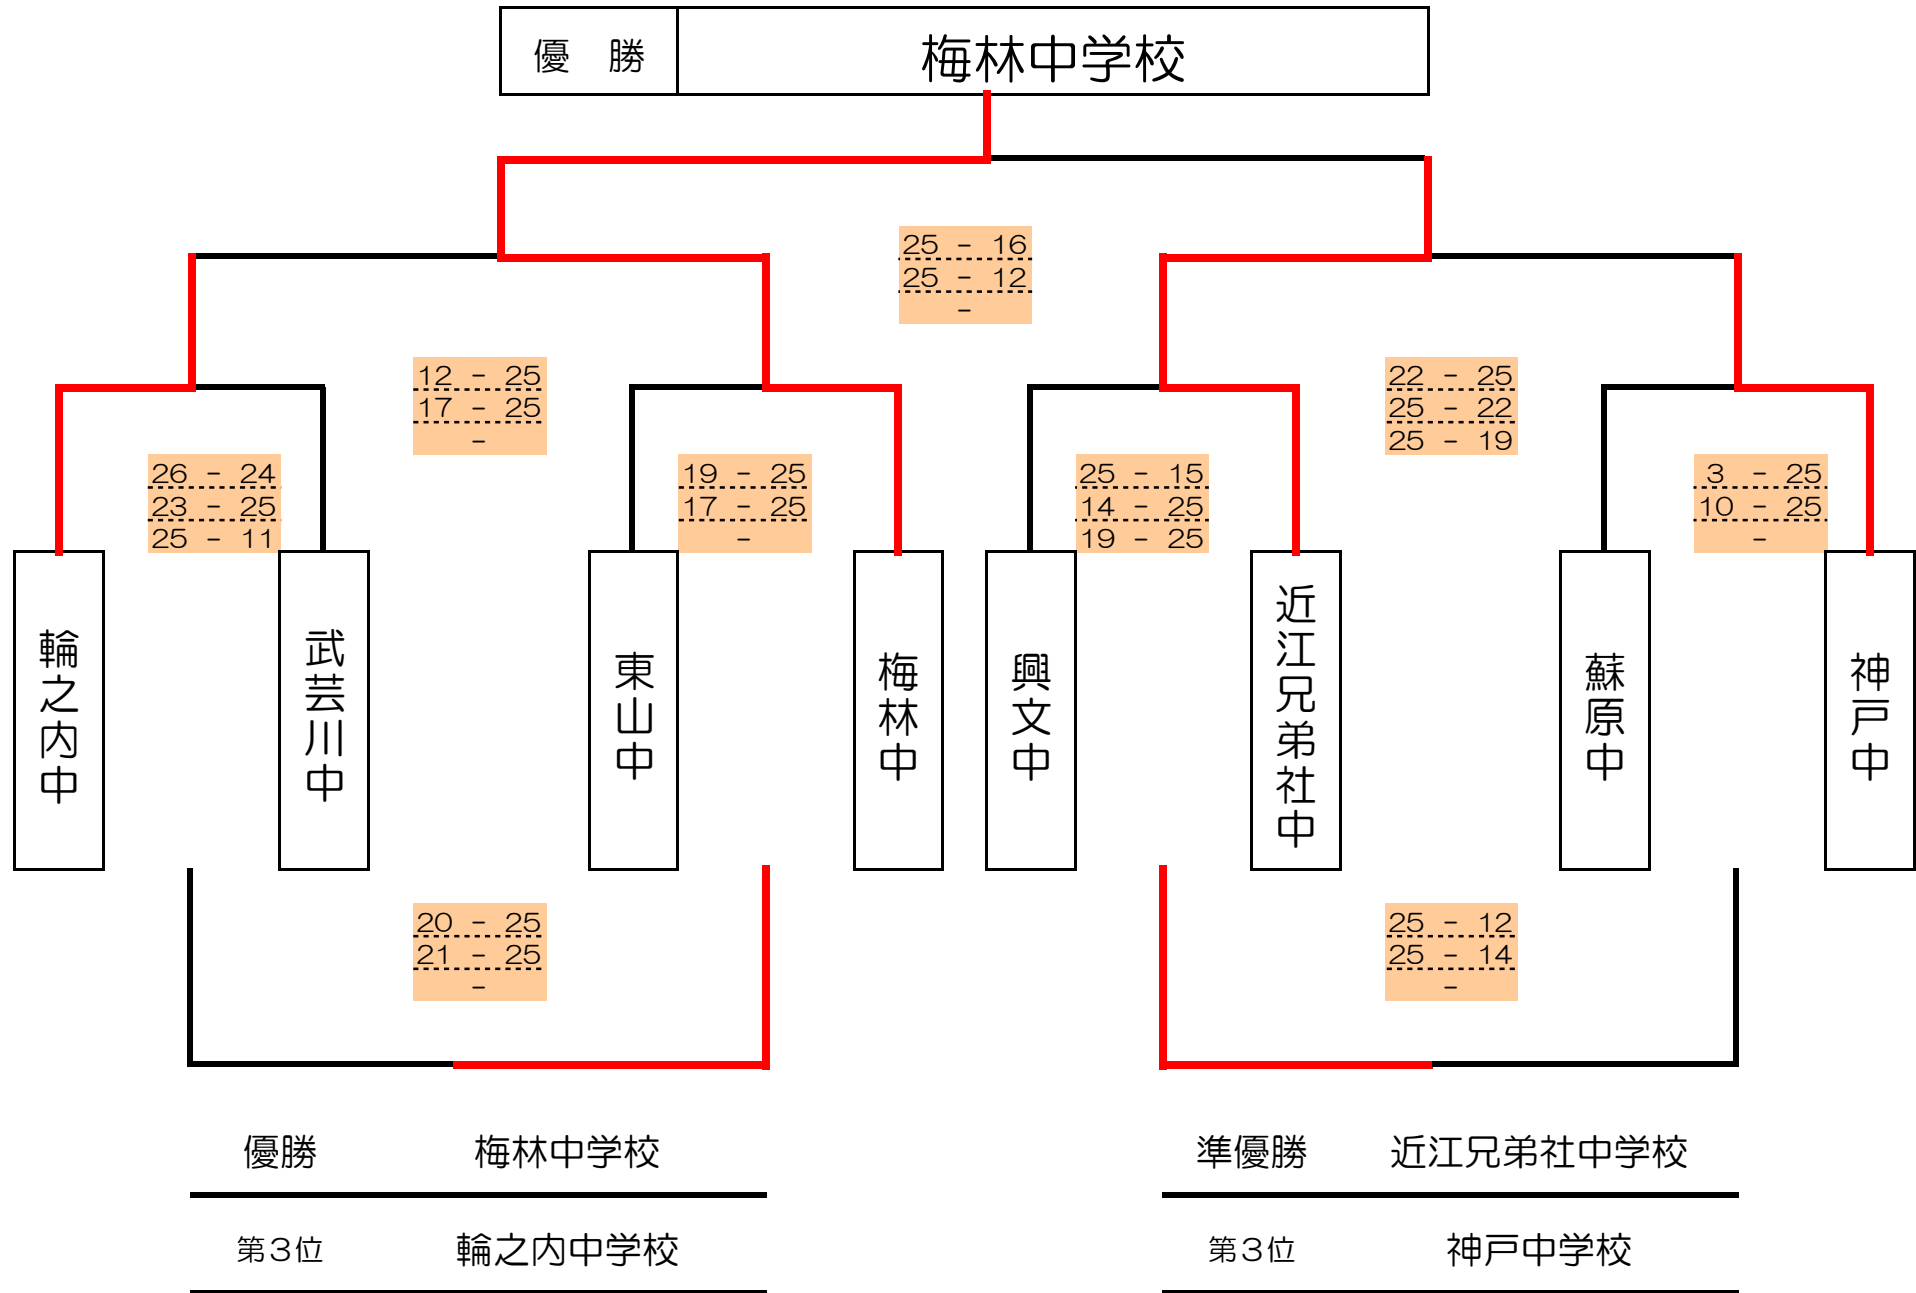 優　勝　梅林中学校
25 - 16
25 - 12
-
12 - 25
17 - 25
-
22 - 25
25 - 22
25 - 19
26 - 24
23 - 25
25 - 11
19 - 25
17 - 25
-
25 - 15
14 - 25
19 - 25
3 - 25
10 - 25
-
輪之内中
武芸川中
東山中
梅林中
興文中
近江兄弟社中
蘇原中
神戸中
20 - 25
21 - 25
-
25 - 12
25 - 14
-
優勝　梅林中学校
準優勝　近江兄弟社中学校
第3位　輪之内中学校
第3位　神戸中学校